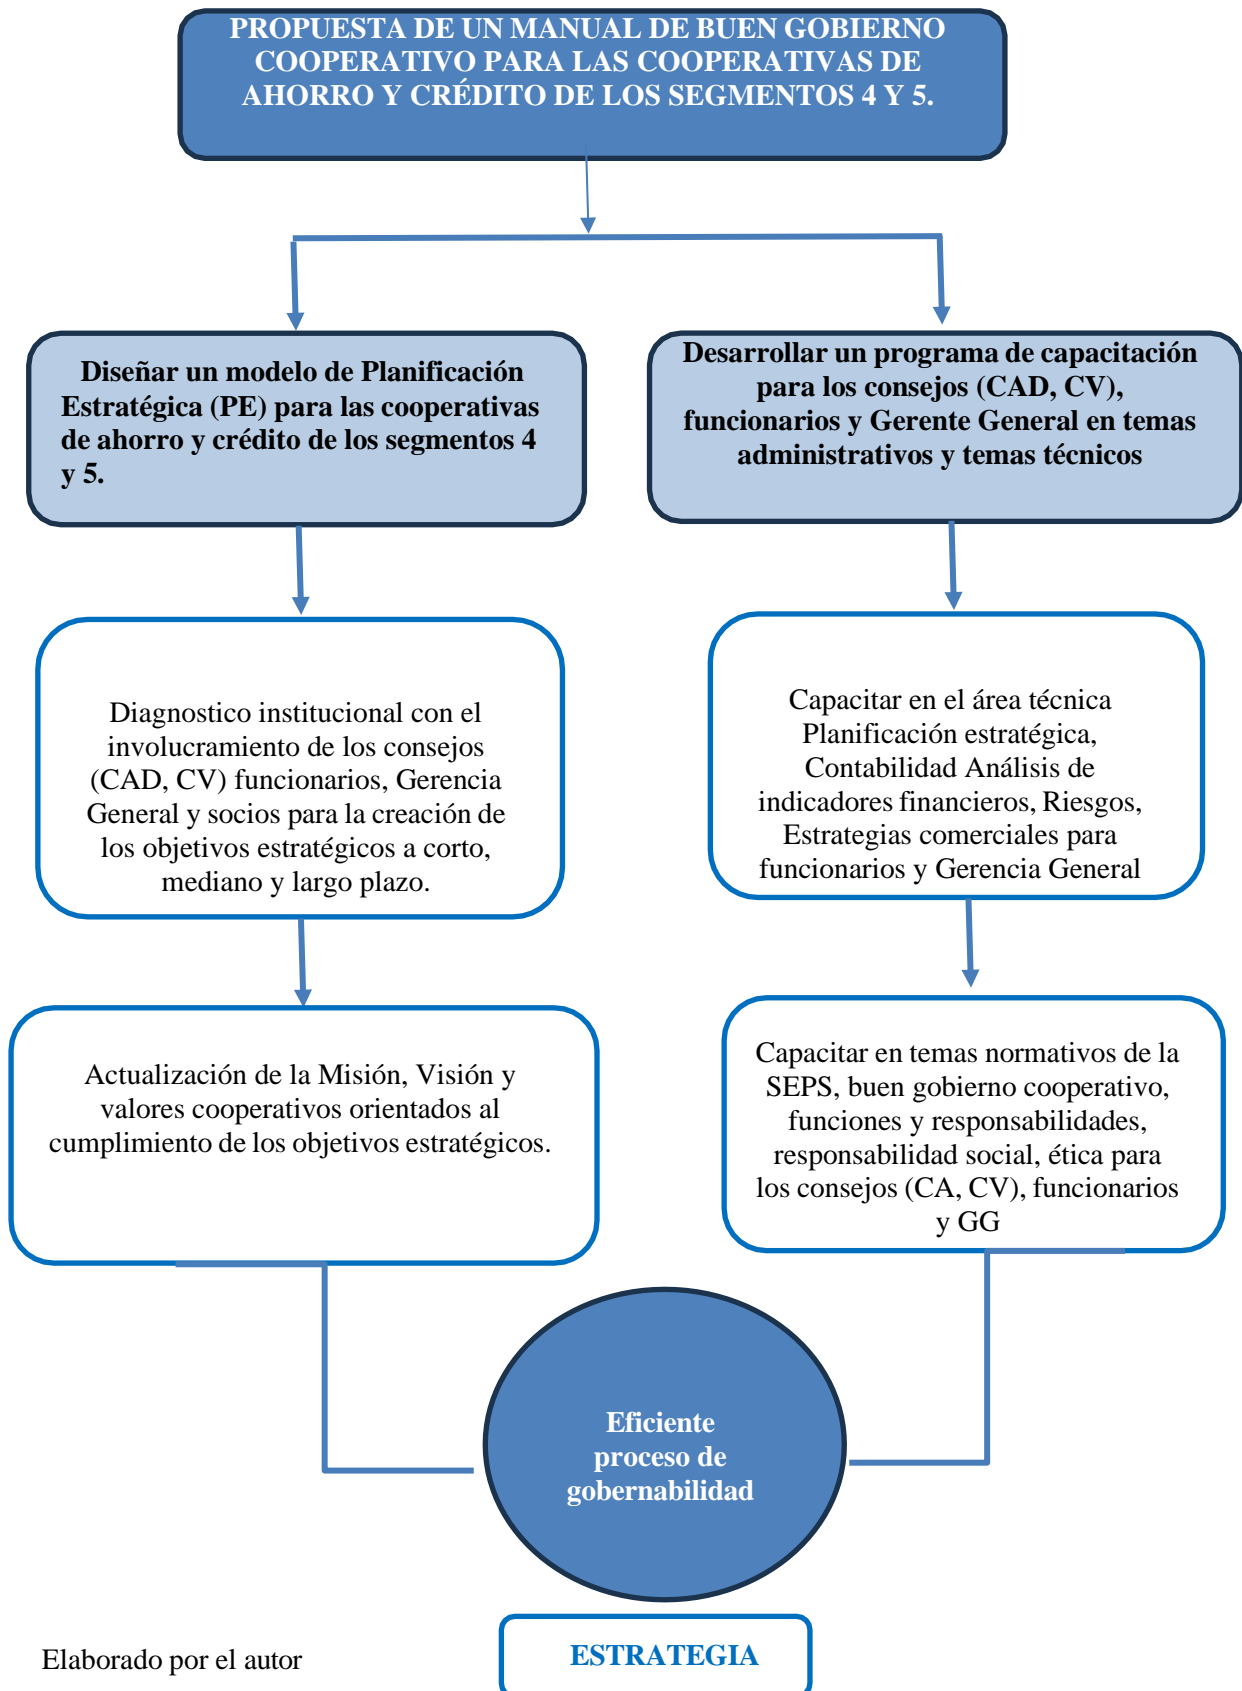 PROPUESTA DE UN MANUAL DE BUEN GOBIERNO
COOPERATIVO PARA LAS COOPERATIVAS DE
AHORRO Y CRÉDITO DE LOS SEGMENTOS 4 Y 5.
Diseñar un modelo de Planificación
Estratégica (PE) para las cooperativas
de ahorro y crédito de los segmentos 4
y 5.
Desarrollar un programa de capacitación
para los consejos (CAD, CV),
funcionarios y Gerente General en temas
administrativos y temas técnicos
Diagnostico institucional con el
involucramiento de los consejos
(CAD, CV) funcionarios, Gerencia
General y socios para la creación de
los objetivos estratégicos a corto,
mediano y largo plazo.
Capacitar en el área técnica
Planificación estratégica,
Contabilidad Análisis de
indicadores financieros, Riesgos,
Estrategias comerciales para
funcionarios y Gerencia General
Actualización de la Misión, Visión y
valores cooperativos orientados al
cumplimiento de los objetivos estratégicos.
Capacitar en temas normativos de la
SEPS, buen gobierno cooperativo,
funciones y responsabilidades,
responsabilidad social, ética para
los consejos (CA, CV), funcionarios
y GG
Eficiente
proceso de
gobernabilidad
Elaborado por el autor
ESTRATEGIA